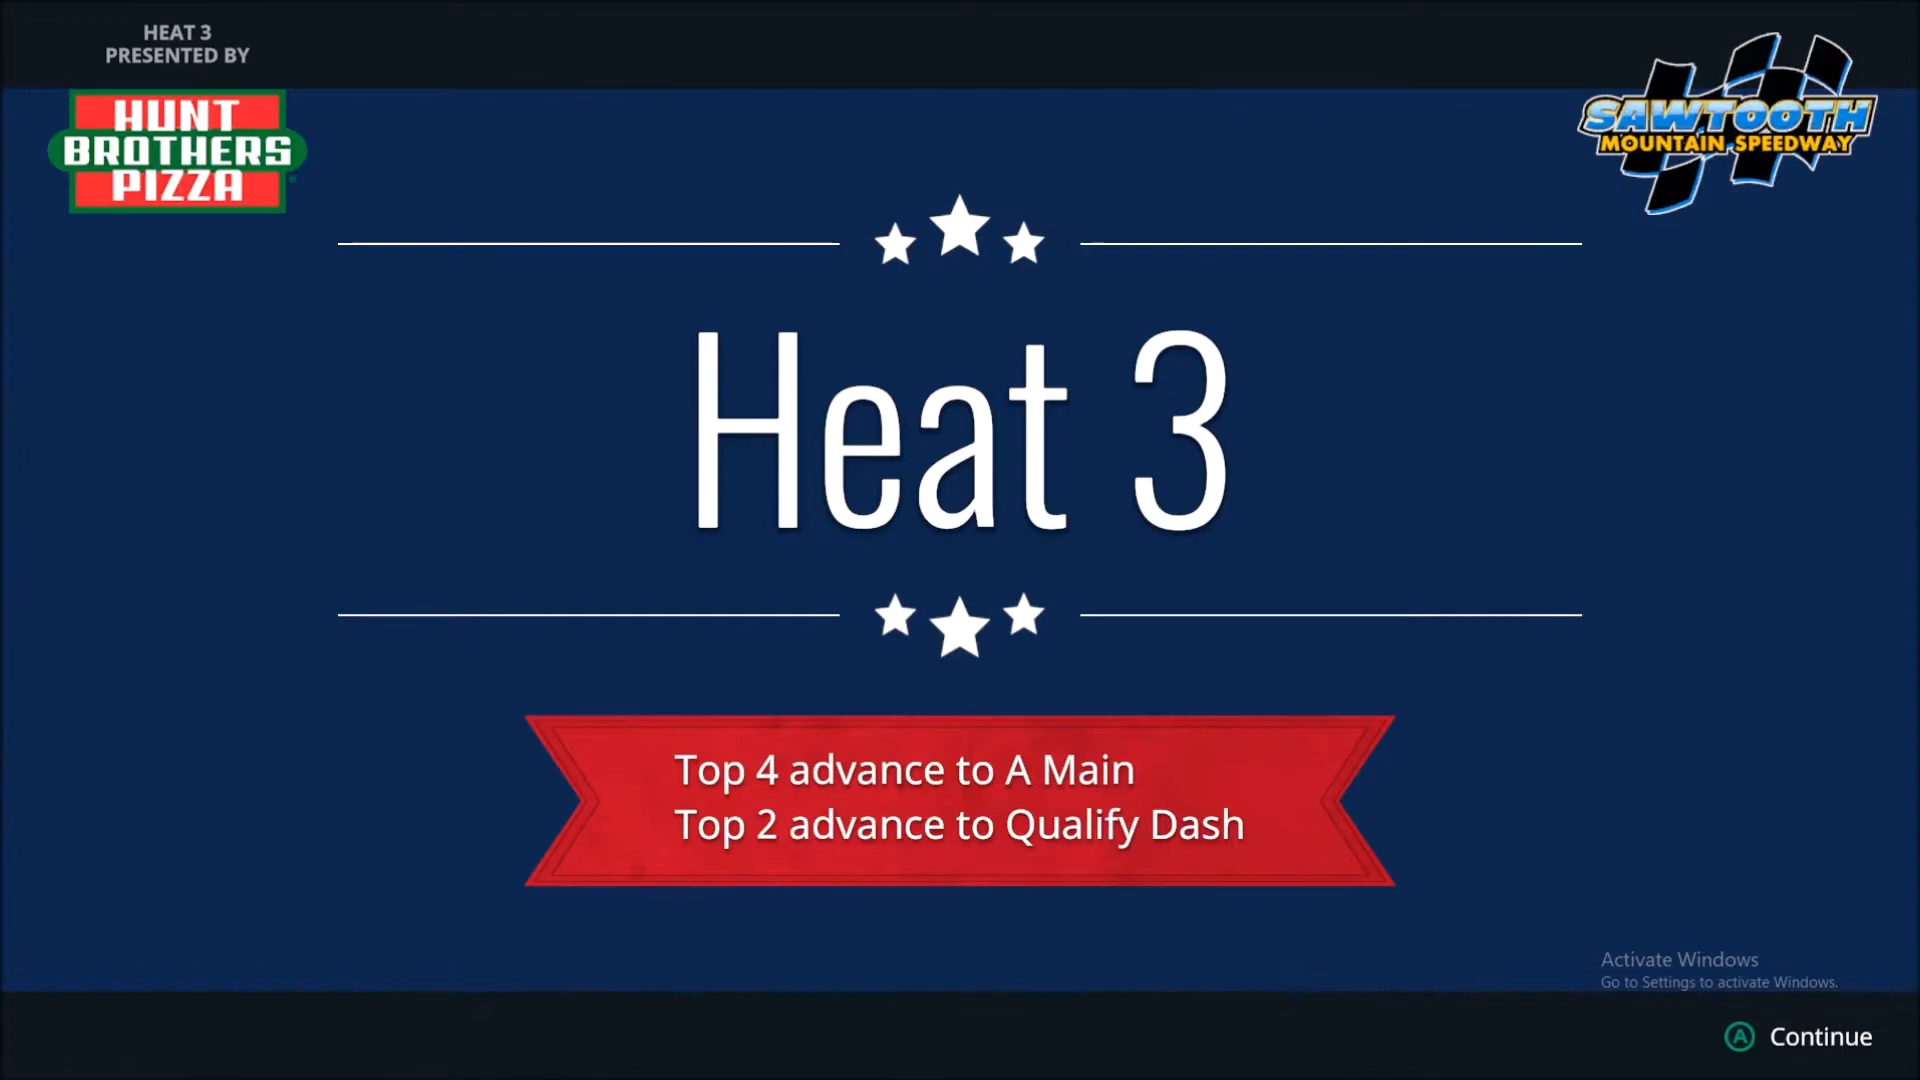 HEAT 3
PRESENTED BY
HUNT
BROTHERS
PIZZA
SAWTOOTH
MOUNTAIN SPEEDWAY
Heat 3
Top 4 advance to A Main
Top 2 advance to Qualify Dash
Activate Windows
Go to Settings to activate Windows.
A Continue